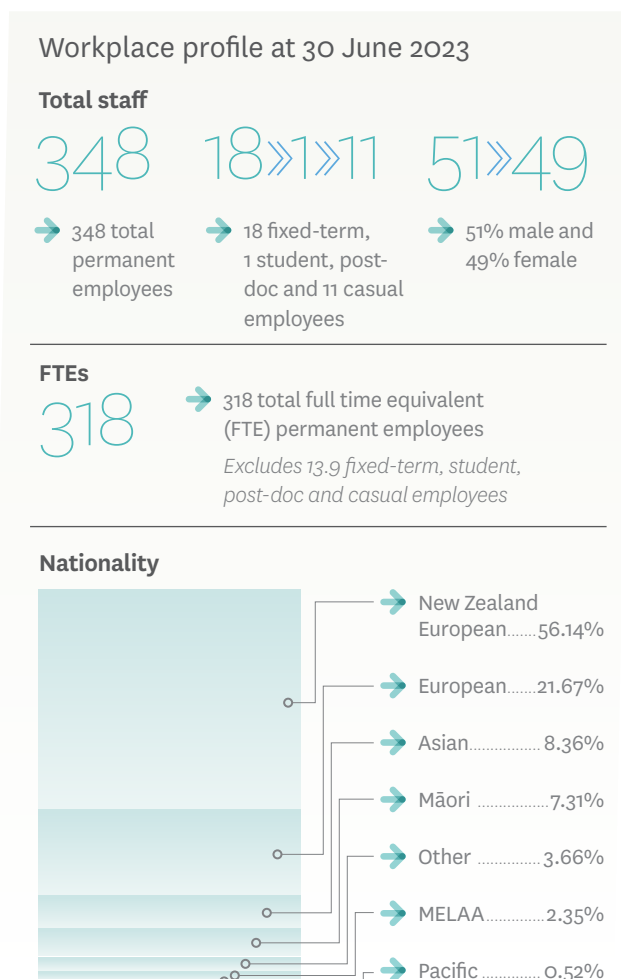 Workplace profile at 30 June 2023
Total staff
348
18»1»11
51»49
348 total
permanent
employees
18 fixed-term,
1 student, post-
doc and 11 casual
employees
51% male and
49% female
FTEs
318
318 total full time equivalent
(FTE) permanent employees
Excludes 13.9 fixed-term, student,
post-doc and casual employees
Nationality
New Zealand
European.......56.14%
European......21.67%
Asian................. 8.36%
Māori .................7.31%
Other ................3.66%
MELAA..............2.35%
Pacific ..............0.52%